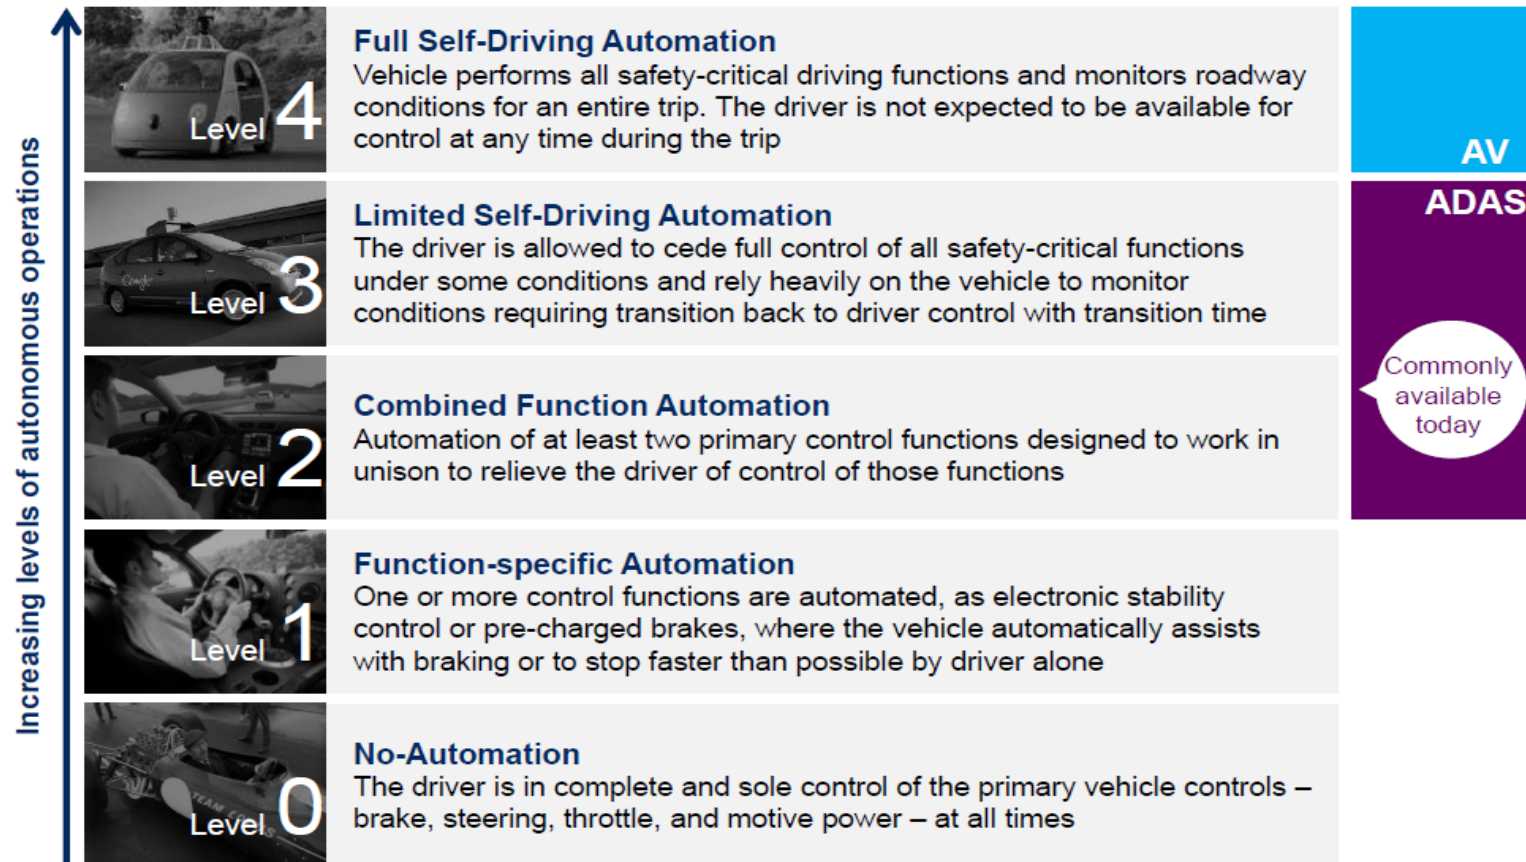 Increasing levels of autonomous operations
Level 4
Full Self-Driving Automation
Vehicle performs all safety-critical driving functions and monitors roadway
conditions for an entire trip. The driver is not expected to be available for
control at any time during the trip
AV
Level 3
Google
Limited Self-Driving Automation
The driver is allowed to cede full control of all safety-critical functions
under some conditions and rely heavily on the vehicle to monitor
conditions requiring transition back to driver control with transition time
ADAS
Level 2
Combined Function Automation
Automation of at least two primary control functions designed to work in
unison to relieve the driver of control of those functions
Commonly
available
today
Level 1
Function-specific Automation
One or more control functions are automated, as electronic stability
control or pre-charged brakes, where the vehicle automatically assists
with braking or to stop faster than possible by driver alone
Level 0
TEAM
No-Automation
The driver is in complete and sole control of the primary vehicle controls –
brake, steering, throttle, and motive power – at all times